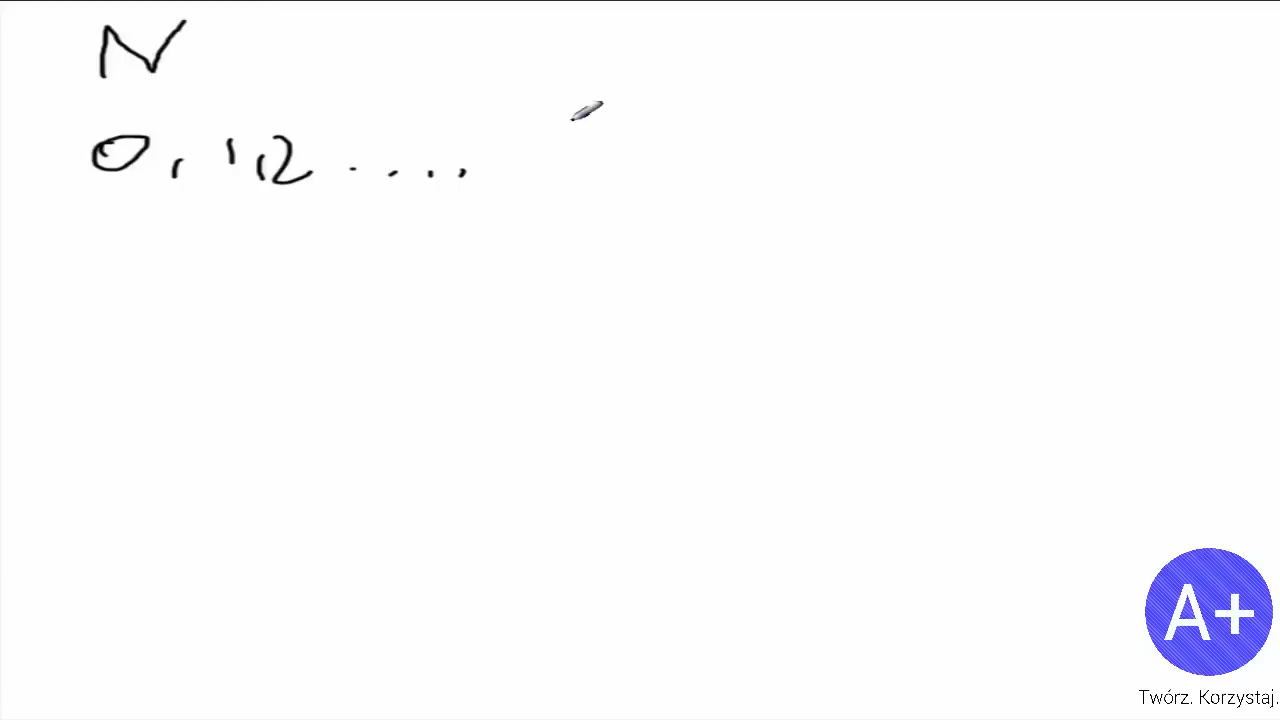 N
0, 1, 2 ....
A+
Twórz. Korzystaj.